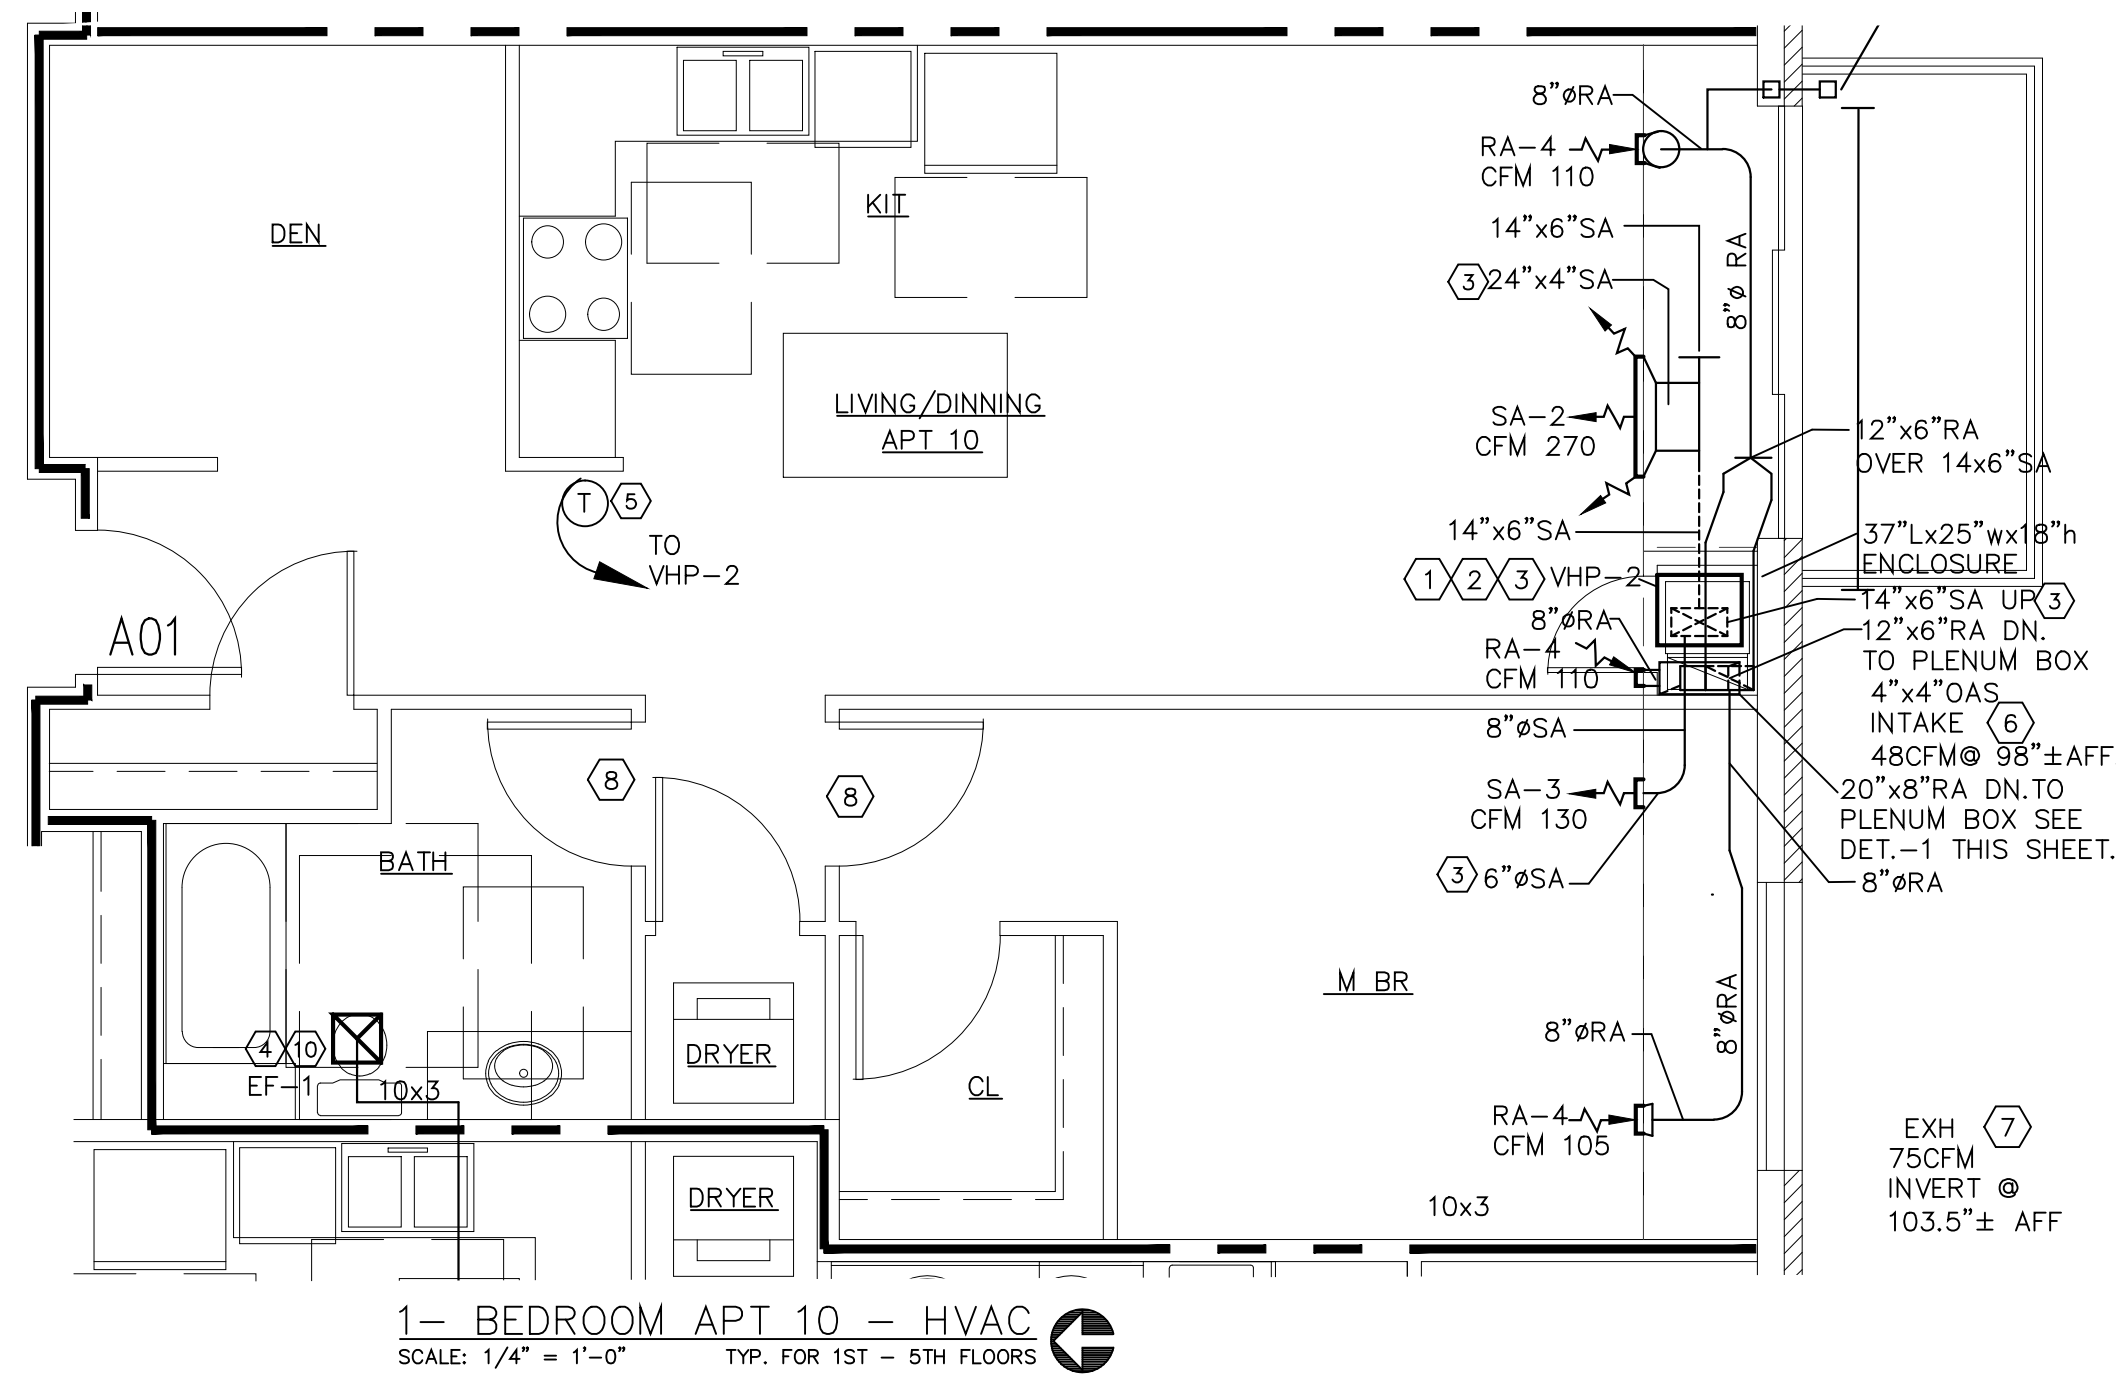 8"øRA
RA-4
CFM 110
KIT
DEN
14"x6"SA
8"ø RA
3
24"x4"SA
LIVING/DINNING
APT 10
SA-2
CFM 270
12"x6"RA
OVER 14x6"SA
T
5
TO
VHP-2
14"x6"SA
37"Lx25"wx18"h
ENCLOSURE
1
2
3
VHP-2
14"x6"SA UP
3
8"øRA
A01
12"x6"RA DN.
TO PLENUM BOX
RA-4
CFM 110
4"x4"OAS
INTAKE
6
48CFM@ 98"±AFF.
8"øSA
8
8
SA-3
CFM 130
20"x8"RA DN.TO
PLENUM BOX SEE
DET.-1 THIS SHEET.
BATH
3
6"øSA
8"øRA
M BR
8"øRA
8"øRA
4
10
EF-1
10x3
DRYER
CL
RA-4
CFM 105
EXH
7
75CFM
INVERT @
103.5"± AFF
DRYER
10x3
1- BEDROOM APT 10 - HVAC
SCALE: 1/4" = 1'-0"
TYP. FOR 1ST - 5TH FLOORS